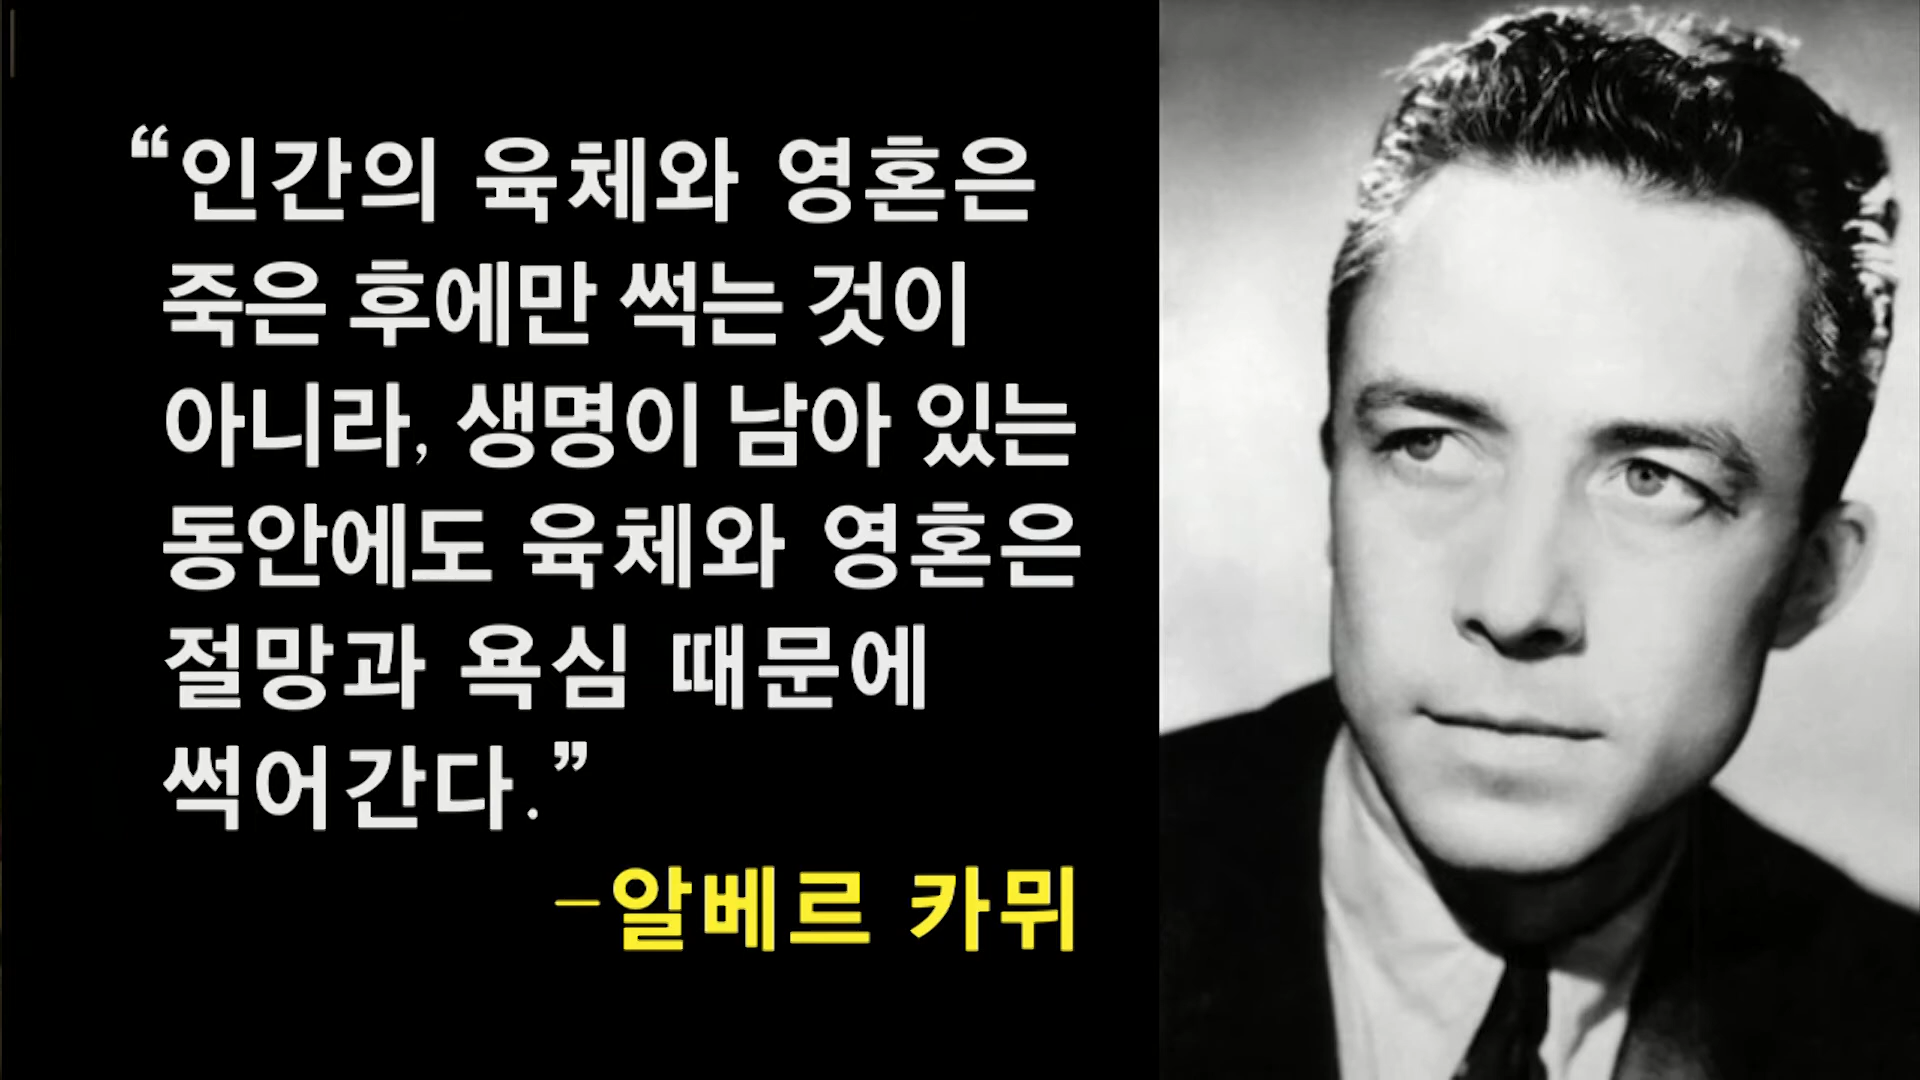 “인간의 육체와 영혼은
죽은 후에만 썩는 것이
아니라, 생명이 남아 있는
동안에도 육체와 영혼은
절망과 욕심 때문에
썩어간다.”
-알베르 카뮈